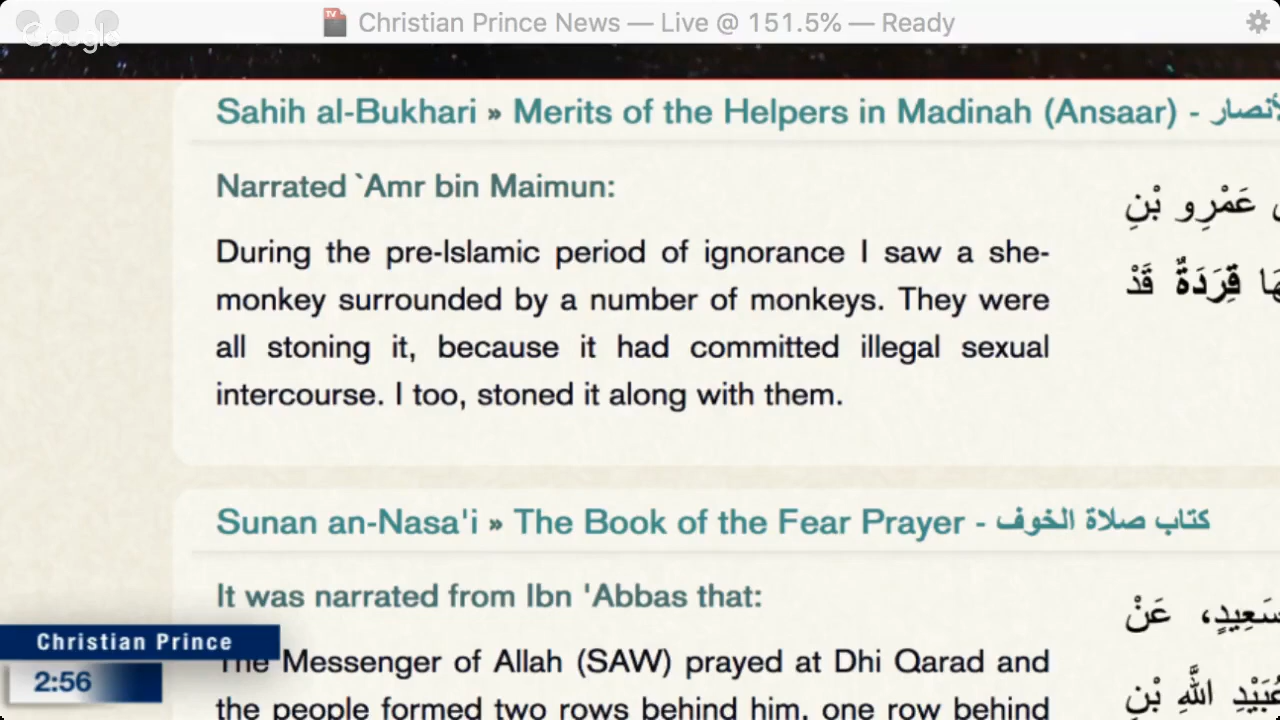 Google
Christian Prince News — Live @ 151.5% — Ready
Sahih al-Bukhari » Merits of the Helpers in Madinah (Ansaar) -
Narrated `Amr bin Maimun:
عَمْرِو بْنِ
During the pre-Islamic period of ignorance I saw a she-
قِرَدَةٌ قَدْ
monkey surrounded by a number of monkeys. They were
all stoning it, because it had committed illegal sexual
intercourse. I too, stoned it along with them.
Sunan an-Nasa'i » The Book of the Fear Prayer - كتاب صلاة الخوف
It was narrated from Ibn 'Abbas that:
سَعِيدٍ، عَنْ
Christian Prince
The Messenger of Allah (SAW) prayed at Dhi Qarad and
2:56
عُبَيْدِ اللَّهِ بْنِ
the people formed two rows behind him, one row behind